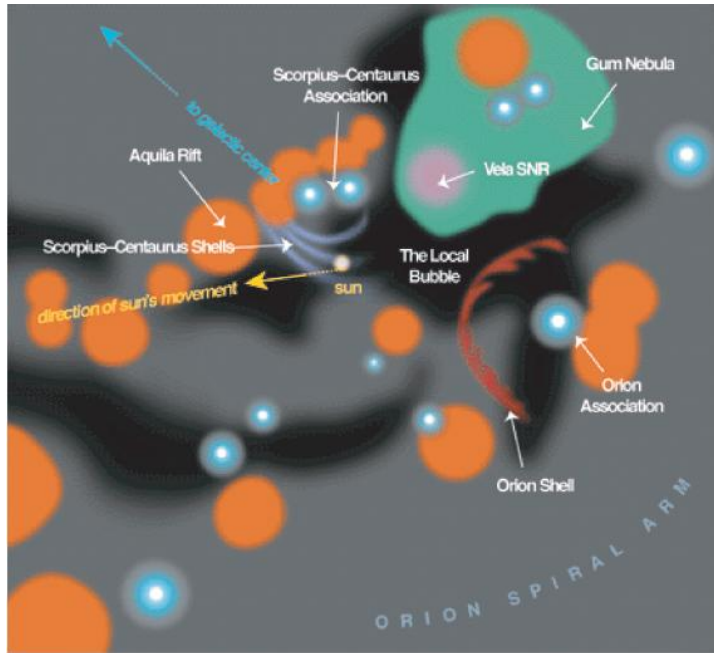 Scorpius–Centaurus
Association
Gum Nebula
to galactic center
Aquila Rift
Vela SNR
Scorpius–Centaurus Shells
The Local
Bubble
direction of sun's movement
sun
Orion
Association
Orion Shell
ORION SPIRAL ARM